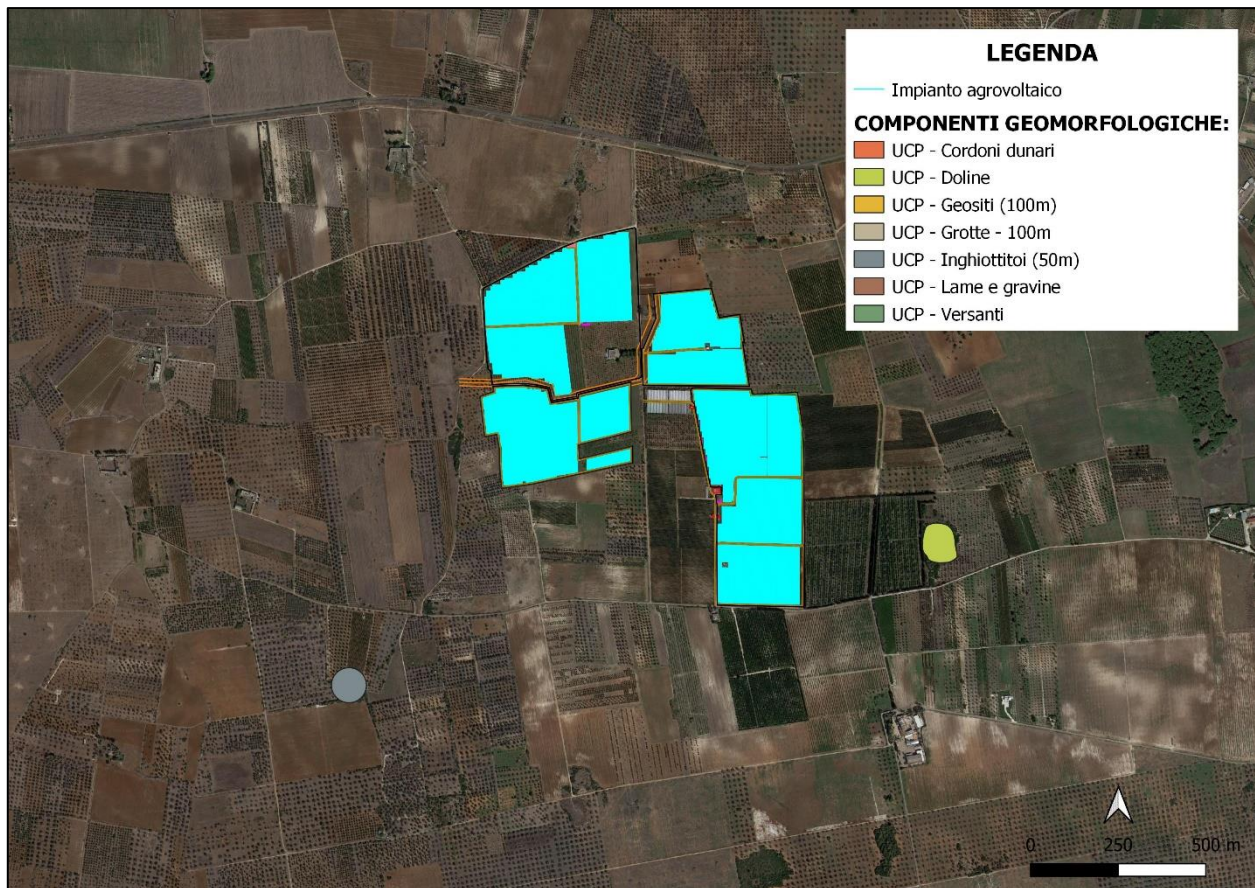 LEGENDA
Impianto agrovoltaico
COMPONENTI GEOMORFOLOGICHE:
UCP - Cordoni dunari
UCP - Doline
UCP - Geositi (100m)
UCP - Grotte - 100m
UCP - Inghiottitoi (50m)
UCP - Lame e gravine
UCP - Versanti
0 250 500 m